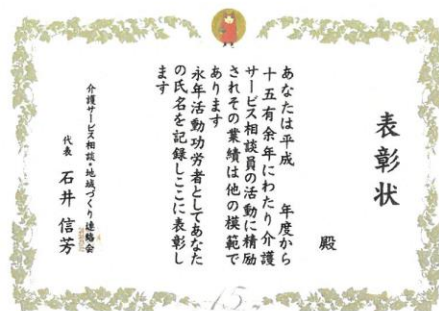 表彰状
殿
あなたは平成　　年度から
十五有余年にわたり介護
サービス相談員の活動に精励
されその業績は他の模範で
あります
永年活動功労者としてあなた
の氏名を記録しここに表彰し
ます
介護サービス相談・地域づくり連絡会
代表　石井　信芳
15